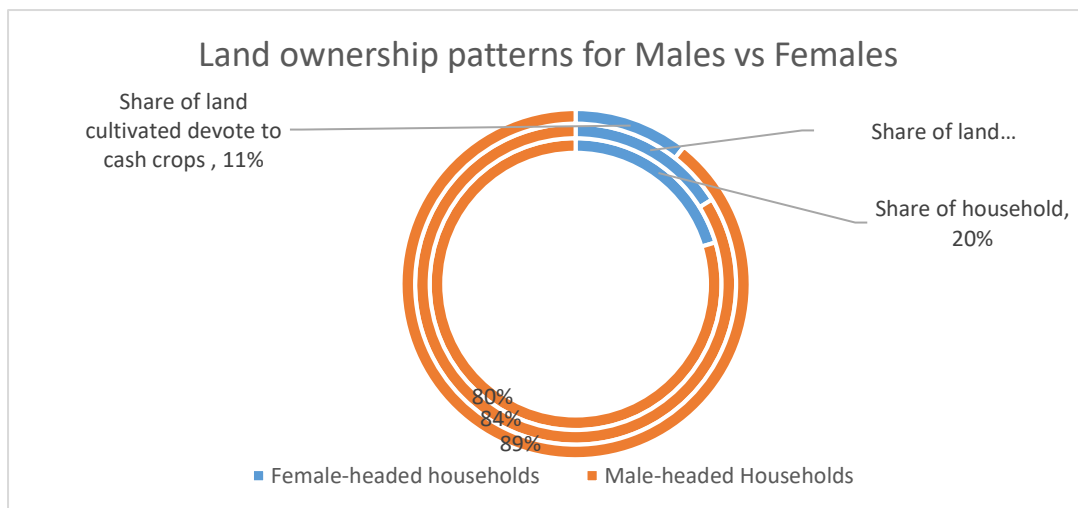 Land ownership patterns for Males vs Females
Share of land
cultivated devote to
cash crops , 11%
Share of land...
Share of household,
20%
80%
84%
89%
Female-headed households
Male-headed Households